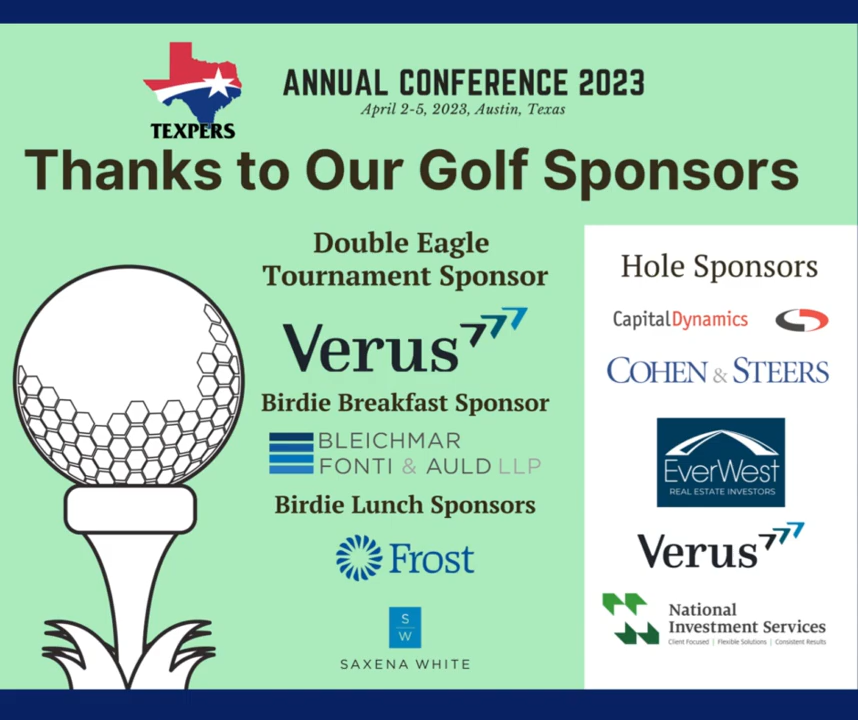 ANNUAL CONFERENCE 2023
April 2-5, 2023, Austin, Texas
TEXPERS
Thanks to Our Golf Sponsors
Double Eagle
Tournament Sponsor
Verus
Birdie Breakfast Sponsor
BLEICHMAR
FONTI & AULD LLP
Birdie Lunch Sponsors
Frost
S
W
SAXENA WHITE
Hole Sponsors
CapitalDynamics
COHEN & STEERS
EverWest
REAL ESTATE INVESTORS
Verus
National
Investment Services
Client Focused | Flexible Solutions | Consistent Results